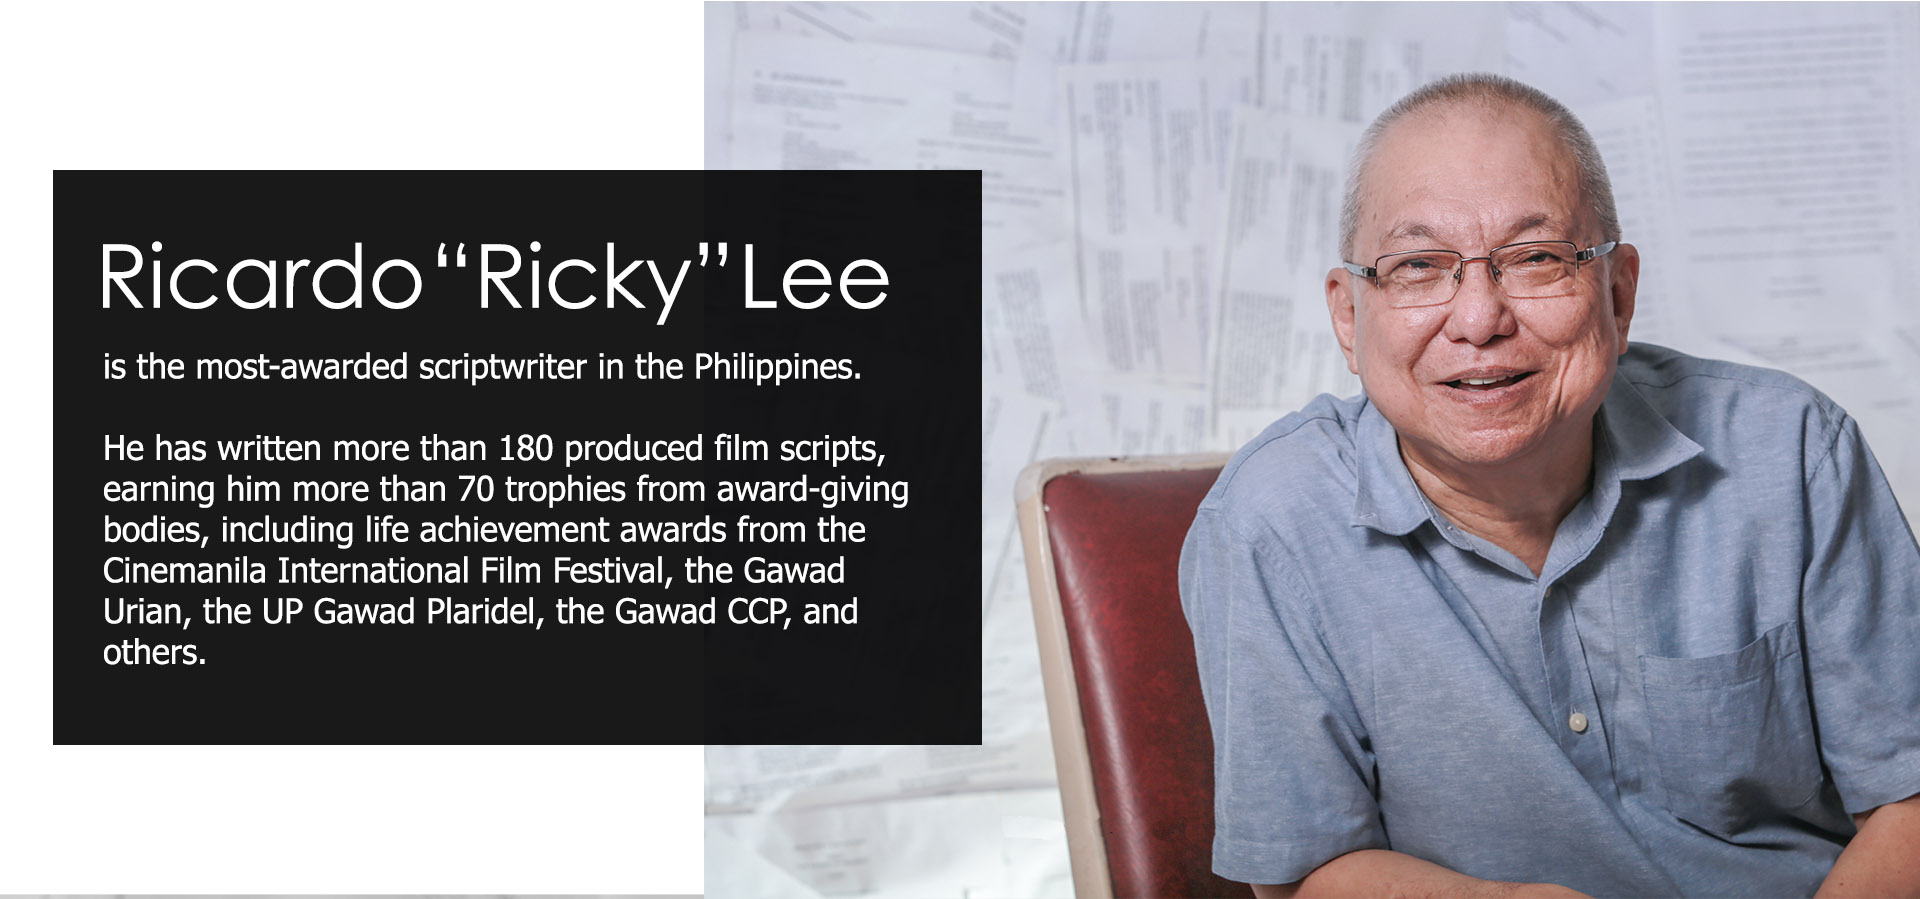 Ricardo “Ricky” Lee
is the most-awarded scriptwriter in the Philippines.
He has written more than 180 produced film scripts,
earning him more than 70 trophies from award-giving
bodies, including life achievement awards from the
Cinemanila International Film Festival, the Gawad
Urian, the UP Gawad Plaridel, the Gawad CCP, and
others.